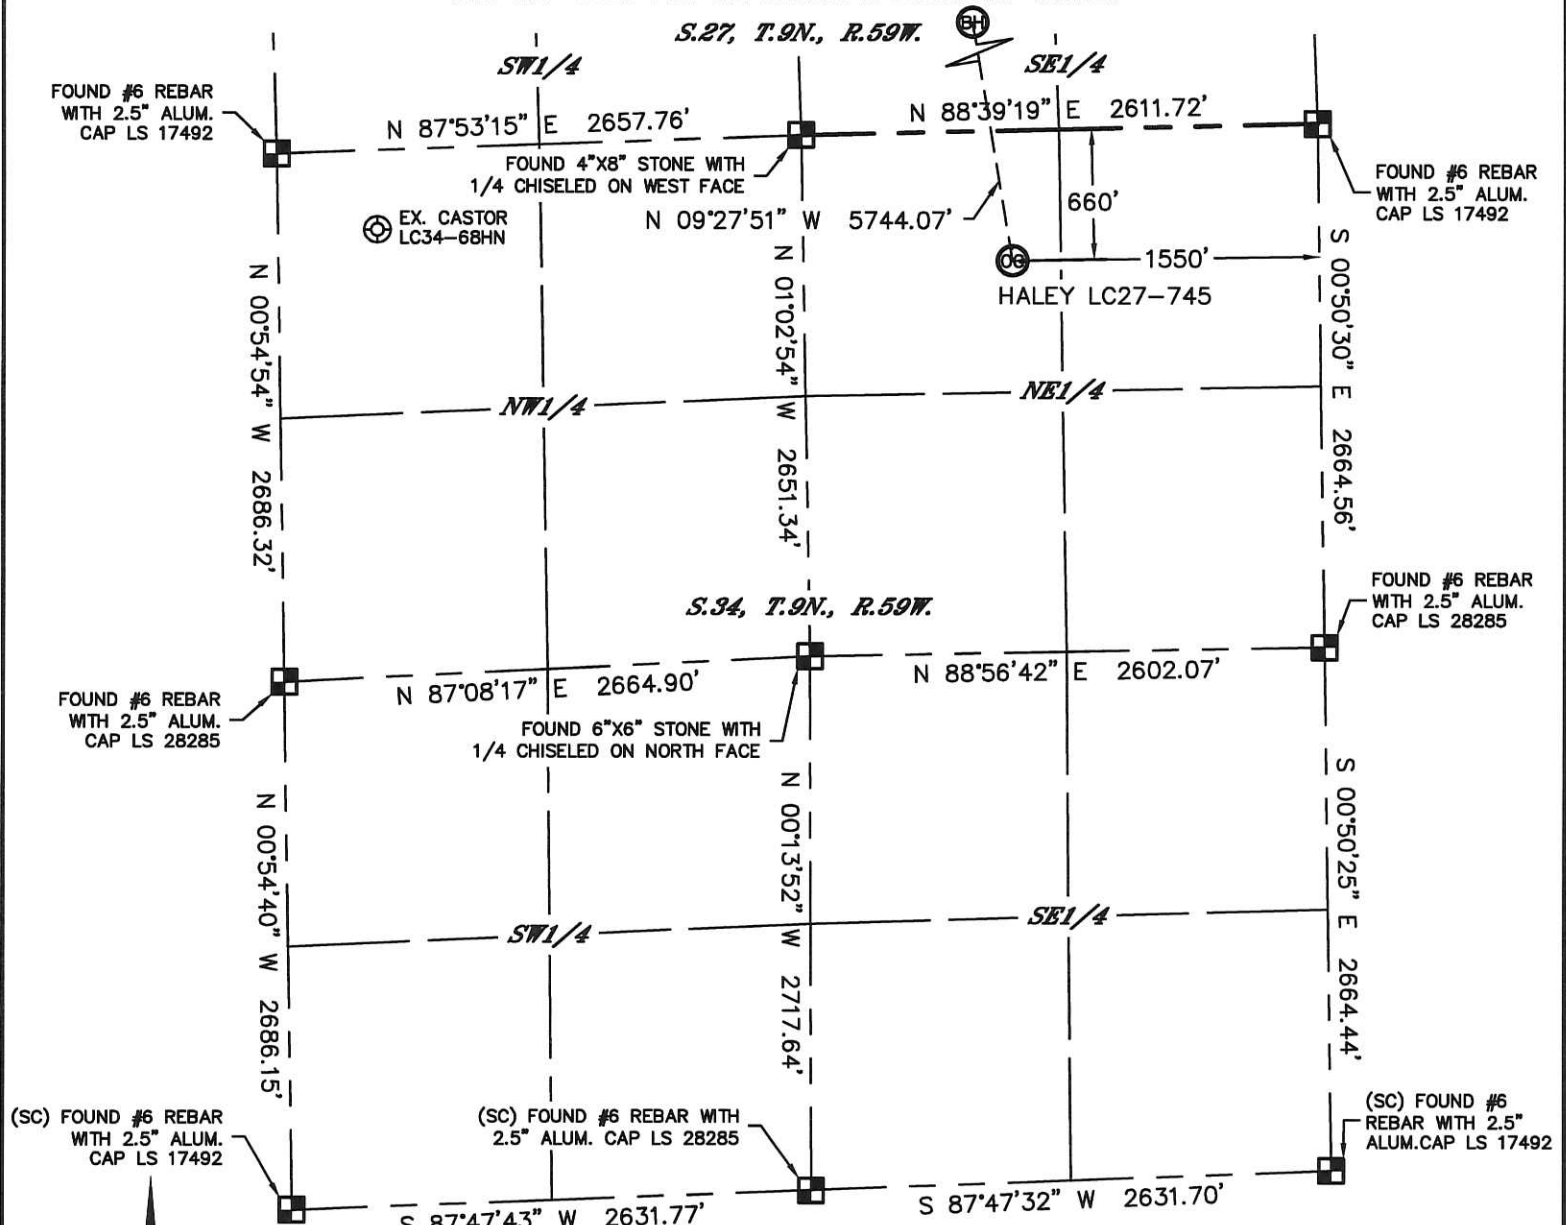 S.27, T.9N., R.59W.
BH
SW1/4
SE1/4
FOUND #6 REBAR
WITH 2.5" ALUM.
CAP LS 17492
N 87°53'15" E 2657.76'
N 88°39'19" E 2611.72'
FOUND 4"X8" STONE WITH
1/4 CHISELED ON WEST FACE
FOUND #6 REBAR
WITH 2.5" ALUM.
CAP LS 17492
EX. CASTOR
LC34-68HN
N 09°27'51" W 5744.07'
660'
OG
1550'
HALEY LC27-745
N 00°54'54" W 2686.32'
N 01°02'54" W 2651.34'
S 00°50'30" E 2664.56'
NW1/4
NE1/4
S.34, T.9N., R.59W.
FOUND #6 REBAR
WITH 2.5" ALUM.
CAP LS 28285
N 87°08'17" E 2664.90'
N 88°56'42" E 2602.07'
FOUND #6 REBAR
WITH 2.5" ALUM.
CAP LS 28285
FOUND 6"X6" STONE WITH
1/4 CHISELED ON NORTH FACE
N 00°54'40" W 2686.15'
N 00°13'52" W 2717.64'
S 00°50'25" E 2664.44'
SW1/4
SE1/4
(SC) FOUND #6 REBAR
WITH 2.5" ALUM.
CAP LS 17492
(SC) FOUND #6 REBAR WITH
2.5" ALUM. CAP LS 28285
(SC) FOUND #6
REBAR WITH 2.5"
ALUM.CAP LS 17492
S 87°47'43" W 2631.77'
S 87°47'32" W 2631.70'